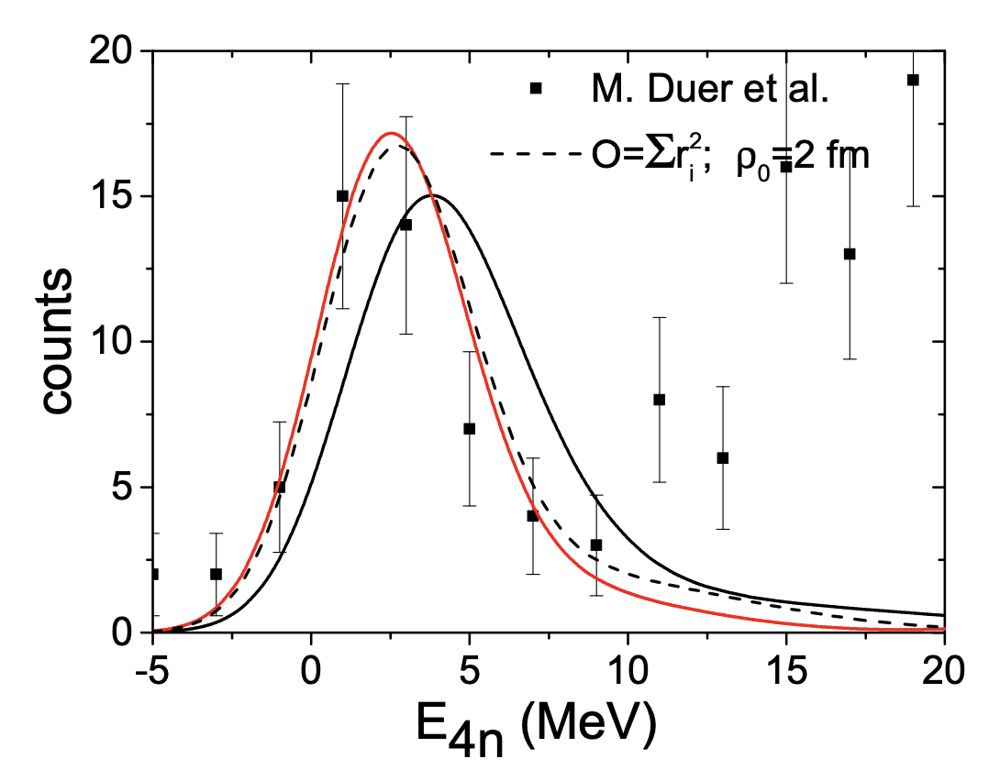 20
15
10
5
0
counts
M. Duer et al.
O=Σr_i^2; ρ_0=2 fm
-5 0 5 10 15 20
E_4n (MeV)